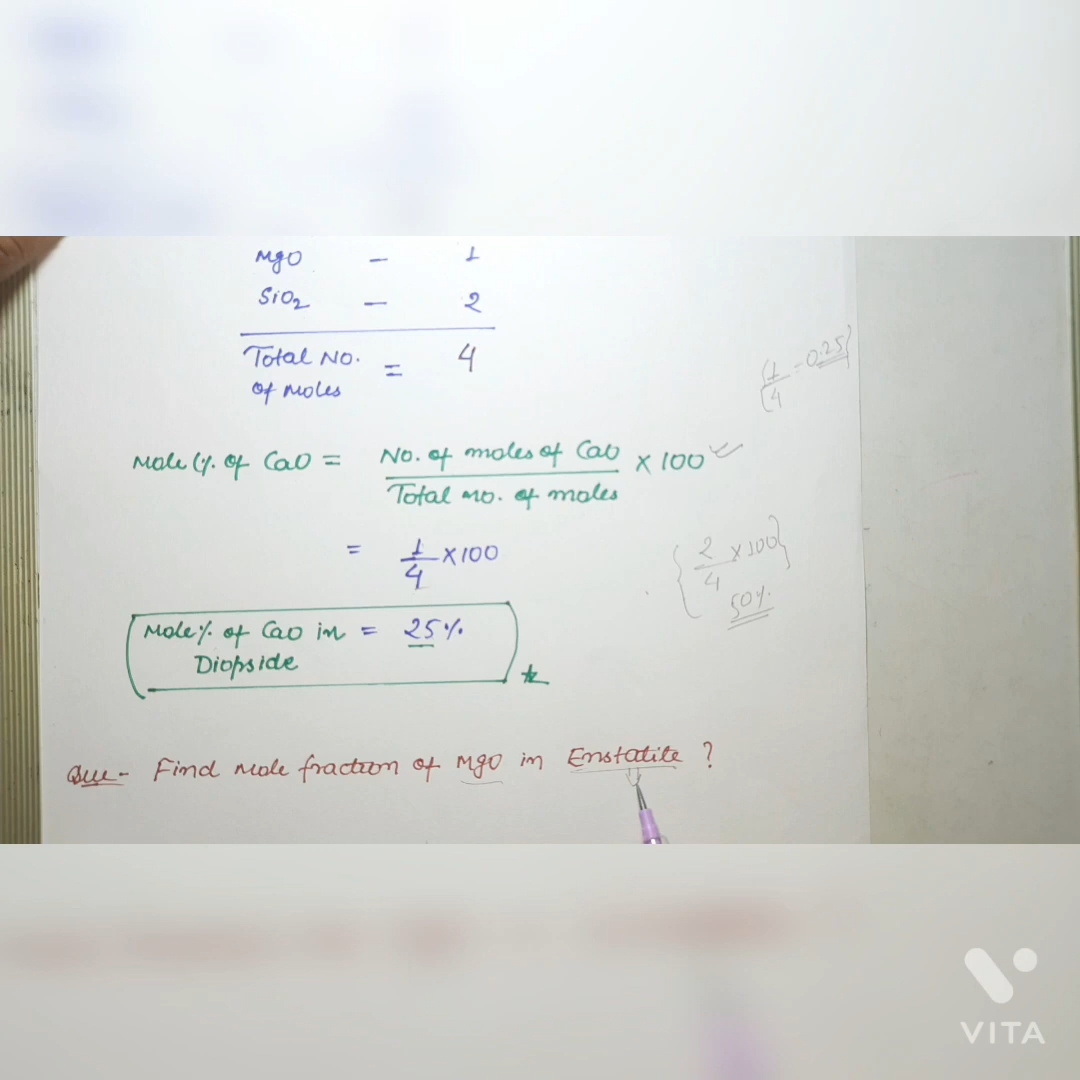 MgO - 1
SiO2 - 2
Total No. of moles = 4
{1/4 = 0.25}
Mole % of CaO = No. of moles of CaO / Total no. of moles × 100
= 1/4 × 100
{2/4 × 100}
50%
Mole % of CaO in = 25%
Diopside
Que- Find mole fraction of MgO in Enstatite ?
VITA